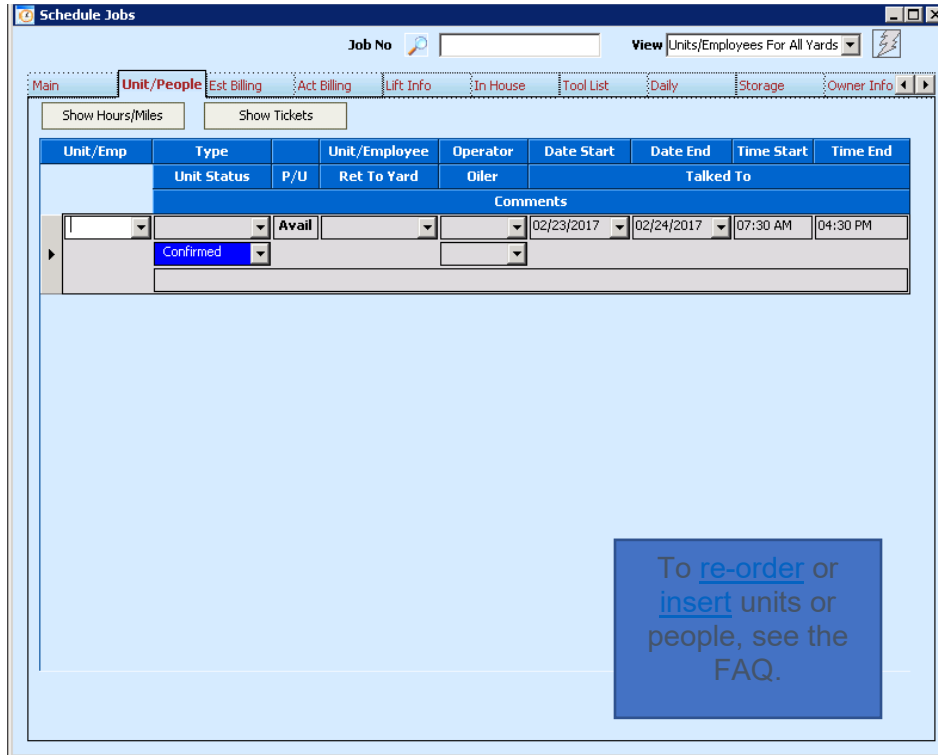 Schedule Jobs
Job No View Units/Employees For All Yards
Main Unit/People Est Billing Act Billing Lift Info In House Tool List Daily Storage Owner Info
Show Hours/Miles Show Tickets
Unit/Emp Type Unit/Employee Operator Date Start Date End Time Start Time End
Unit Status P/U Ret To Yard Oiler Talked To
Comments
Avail 02/23/2017 02/24/2017 07:30 AM 04:30 PM
Confirmed
To re-order or
insert units or
people, see the
FAQ.